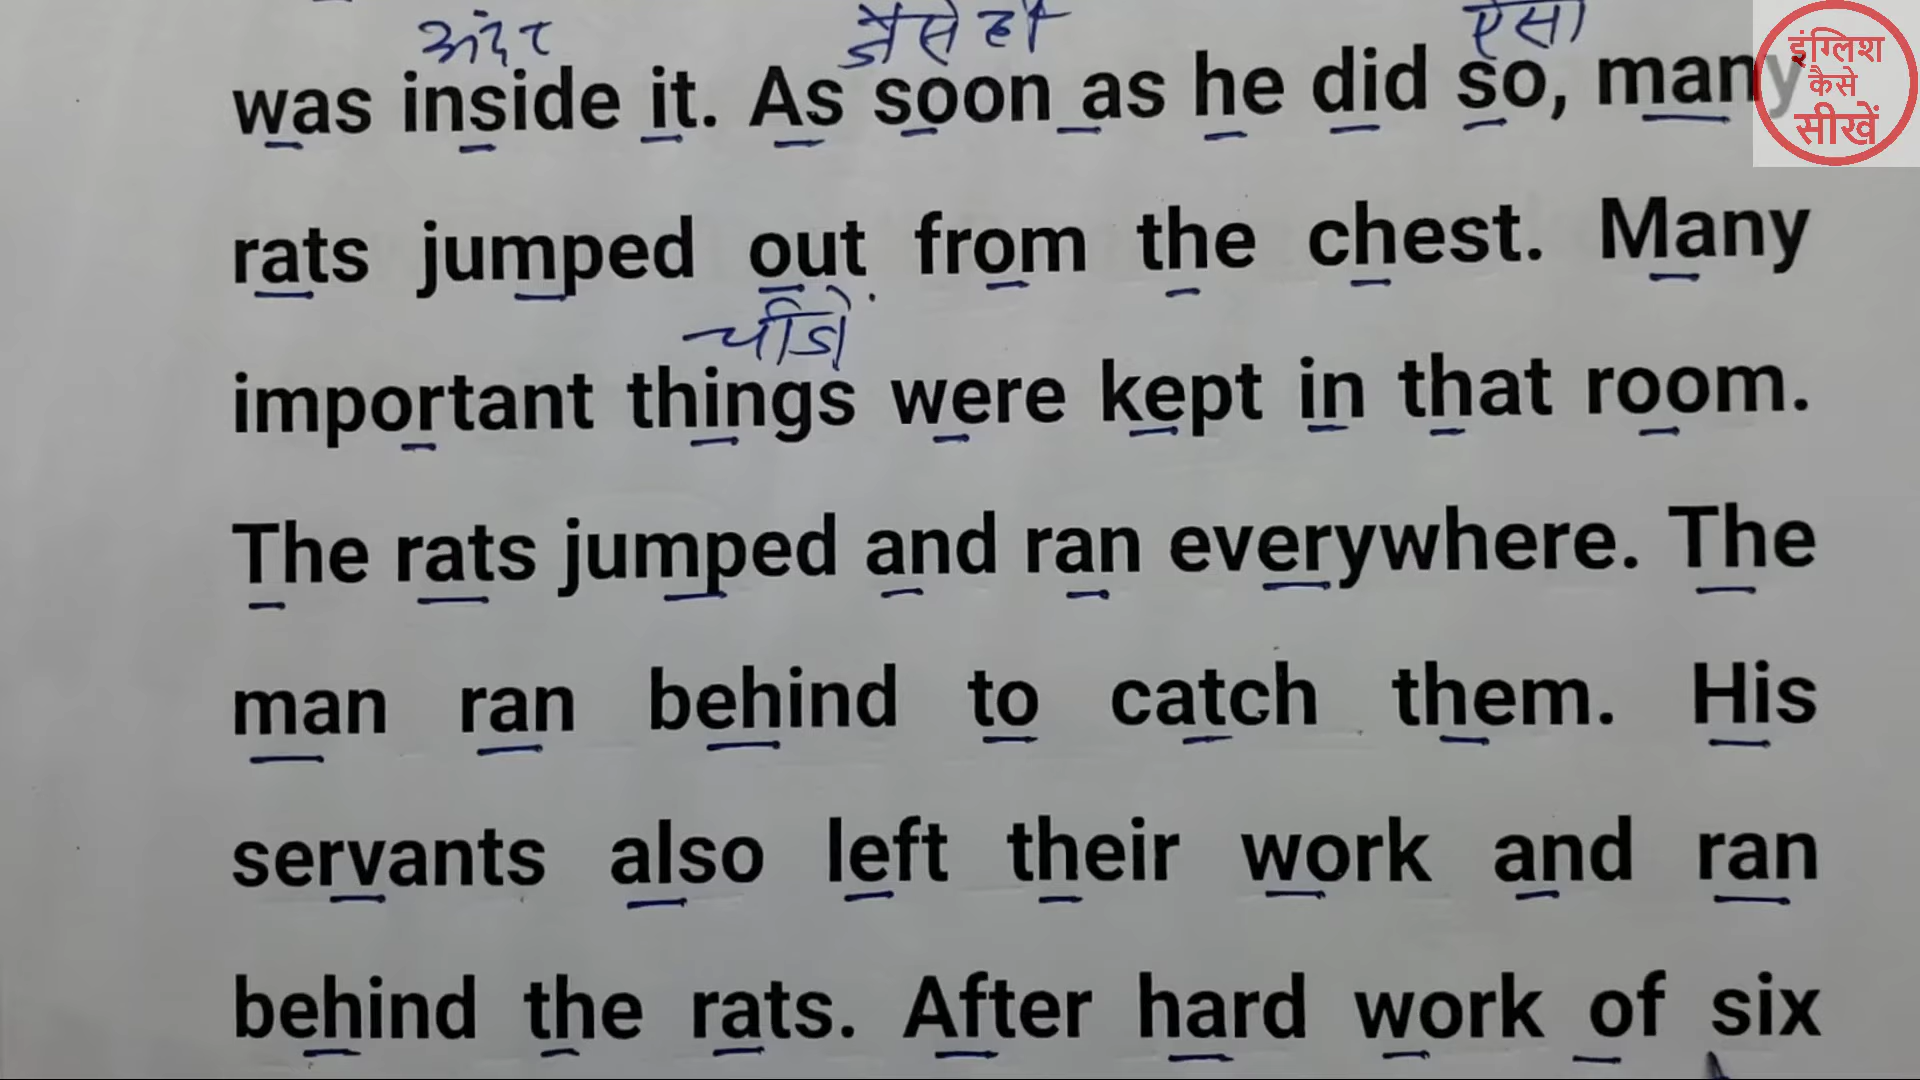 अंदर जैसे ही ऐसा
was inside it. As soon as he did so, many
इंग्लिश
कैसे
सीखें
rats jumped out from the chest. Many
चीजों
important things were kept in that room.
The rats jumped and ran everywhere. The
man ran behind to catch them. His
servants also left their work and ran
behind the rats. After hard work of six